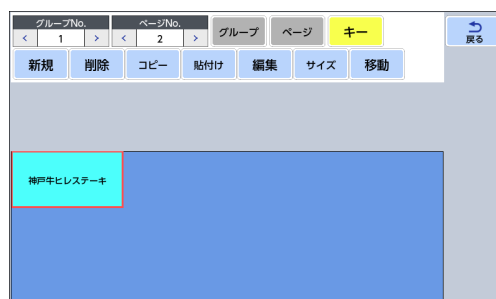 グループNo. ページNo.
< 1 > < 2 > グループ ページ キー 戻る
新規 削除 コピー 貼付け 編集 サイズ 移動
神戸牛ヒレステーキ